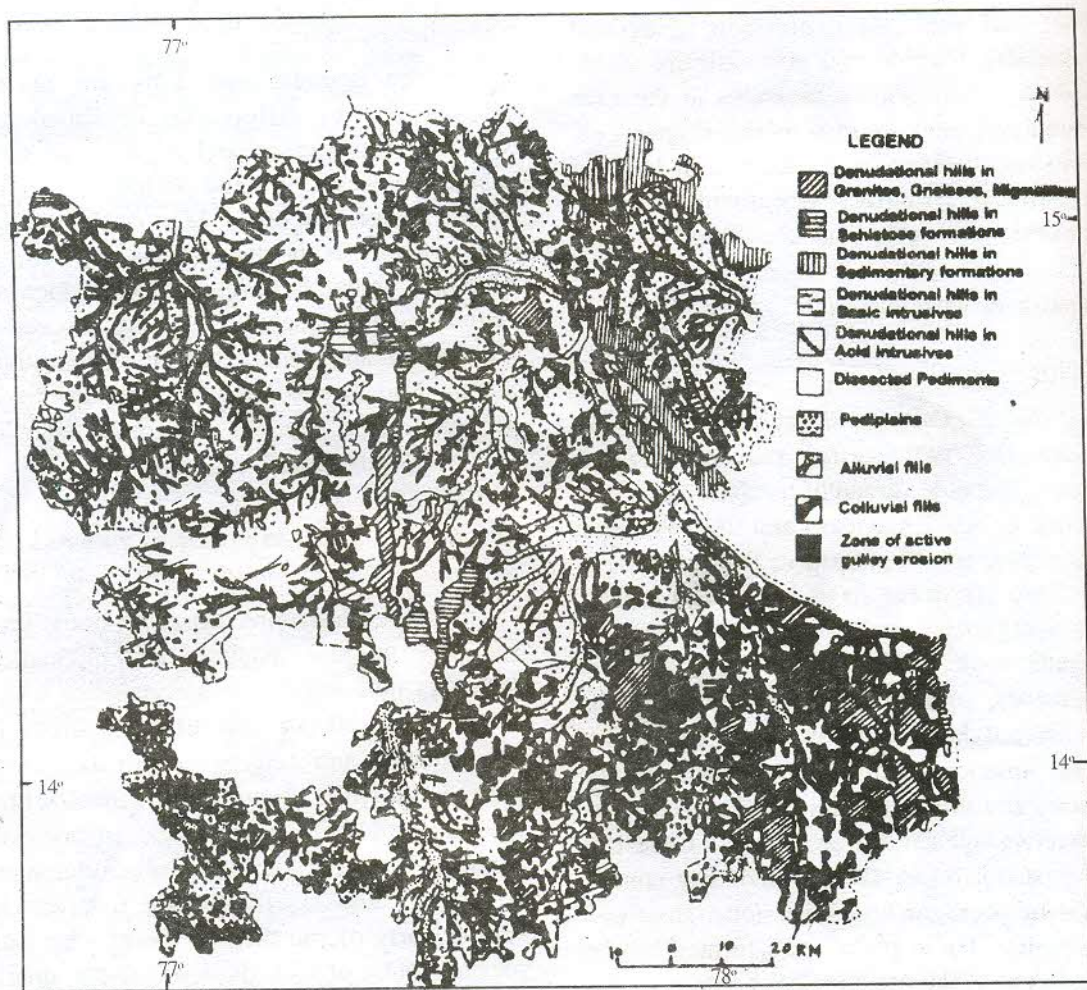 77°
77°
N
LEGEND
Denudational hills in
Granites, Gneisses, Migmatites
Denudational hills in
Schistose formations
15°
Denudational hills in
Sedimentary formations
Denudational hills in
Basic intrusives
Denudational hills in
Acid intrusives
Dissected Pediments
Pediplains
Alluvial fills
Colluvial fills
Zone of active
gulley erosion
14°
14°
10 0 10 20 KM
77°
78°